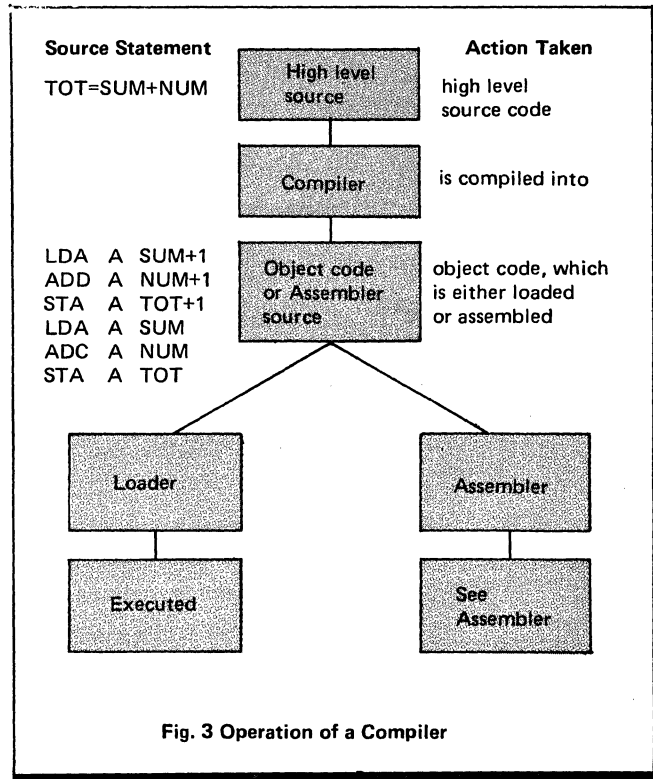 Source Statement
Action Taken
TOT=SUM+NUM
High level
source
high level
source code
Compiler
is compiled into
LDA A SUM+1
ADD A NUM+1
STA A TOT+1
LDA A SUM
ADC A NUM
STA A TOT
Object code
or Assembler
source
object code, which
is either loaded
or assembled
Loader
Assembler
Executed
See
Assembler
Fig. 3 Operation of a Compiler